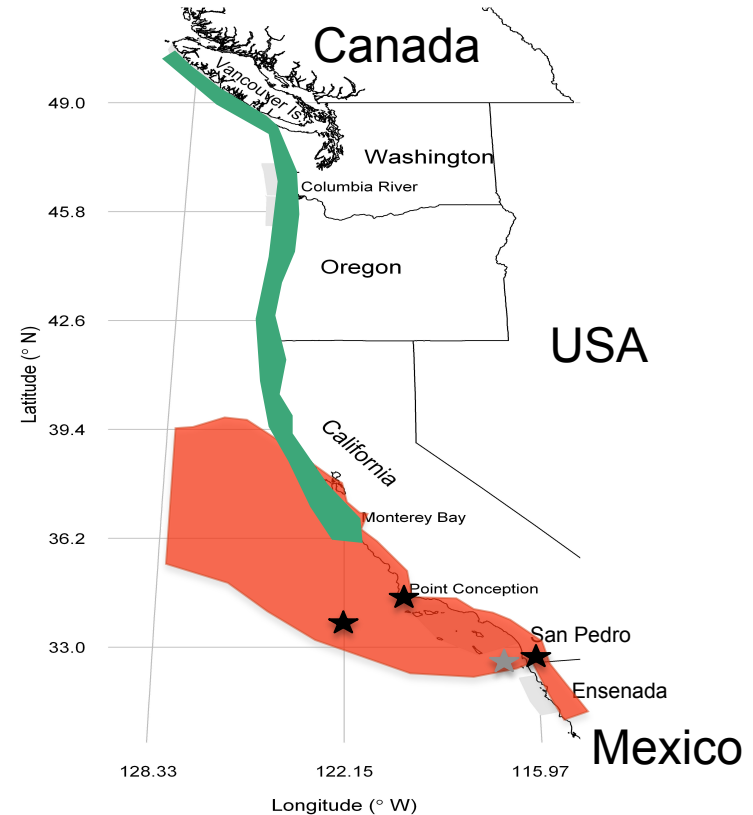 Canada
Vancouver Is.
49.0
Washington
Columbia River
45.8
Oregon
42.6
USA
Latitude (° N)
39.4
California
Monterey Bay
36.2
Point Conception
San Pedro
33.0
Ensenada
Mexico
128.33
122.15
115.97
Longitude (° W)